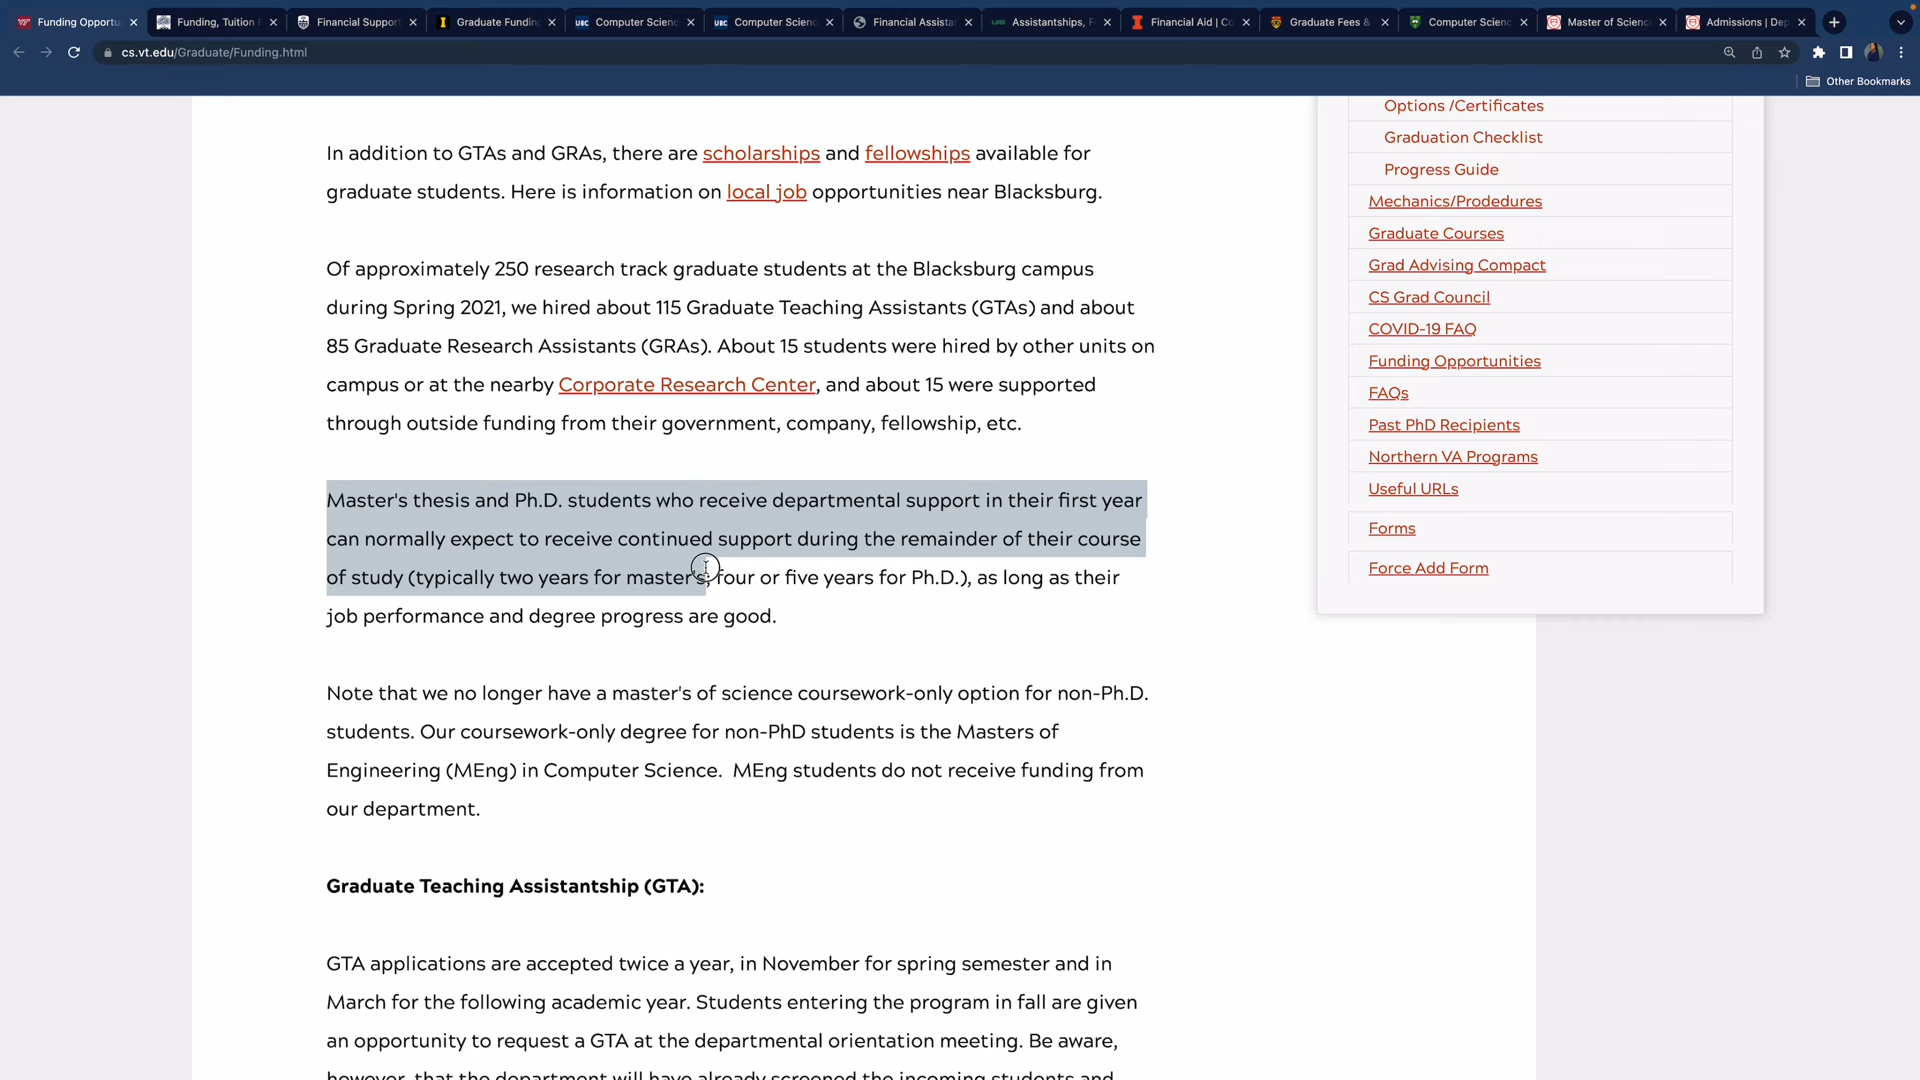 Funding Opportu
Funding, Tuition
Financial Support
Graduate Fundin
Computer Scienc
Computer Scienc
Financial Assista
Assistantships, F
Financial Aid | Co
Graduate Fees &
Computer Scienc
Master of Scienc
Admissions | Dep
cs.vt.edu/Graduate/Funding.html
Other Bookmarks
In addition to GTAs and GRAs, there are scholarships and fellowships available for
graduate students. Here is information on local job opportunities near Blacksburg.
Of approximately 250 research track graduate students at the Blacksburg campus
during Spring 2021, we hired about 115 Graduate Teaching Assistants (GTAs) and about
85 Graduate Research Assistants (GRAs). About 15 students were hired by other units on
campus or at the nearby Corporate Research Center, and about 15 were supported
through outside funding from their government, company, fellowship, etc.
Master's thesis and Ph.D. students who receive departmental support in their first year
can normally expect to receive continued support during the remainder of their course
of study (typically two years for master's; four or five years for Ph.D.), as long as their
job performance and degree progress are good.
Note that we no longer have a master's of science coursework-only option for non-Ph.D.
students. Our coursework-only degree for non-PhD students is the Masters of
Engineering (MEng) in Computer Science. MEng students do not receive funding from
our department.
Graduate Teaching Assistantship (GTA):
GTA applications are accepted twice a year, in November for spring semester and in
March for the following academic year. Students entering the program in fall are given
an opportunity to request a GTA at the departmental orientation meeting. Be aware,
however, that the department will have already screened the incoming students and
Options /Certificates
Graduation Checklist
Progress Guide
Mechanics/Prodedures
Graduate Courses
Grad Advising Compact
CS Grad Council
COVID-19 FAQ
Funding Opportunities
FAQs
Past PhD Recipients
Northern VA Programs
Useful URLs
Forms
Force Add Form